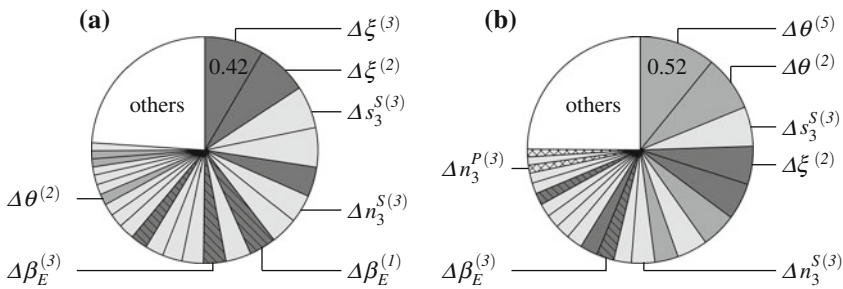 (a)
Δξ^(3)
0.42
Δξ^(2)
others
Δs_3^S(3)
Δθ^(2)
Δn_3^S(3)
Δβ_E^(3)
Δβ_E^(1)
(b)
Δθ^(5)
0.52
Δθ^(2)
others
Δs_3^S(3)
Δn_3^P(3)
Δξ^(2)
Δβ_E^(3)
Δn_3^S(3)